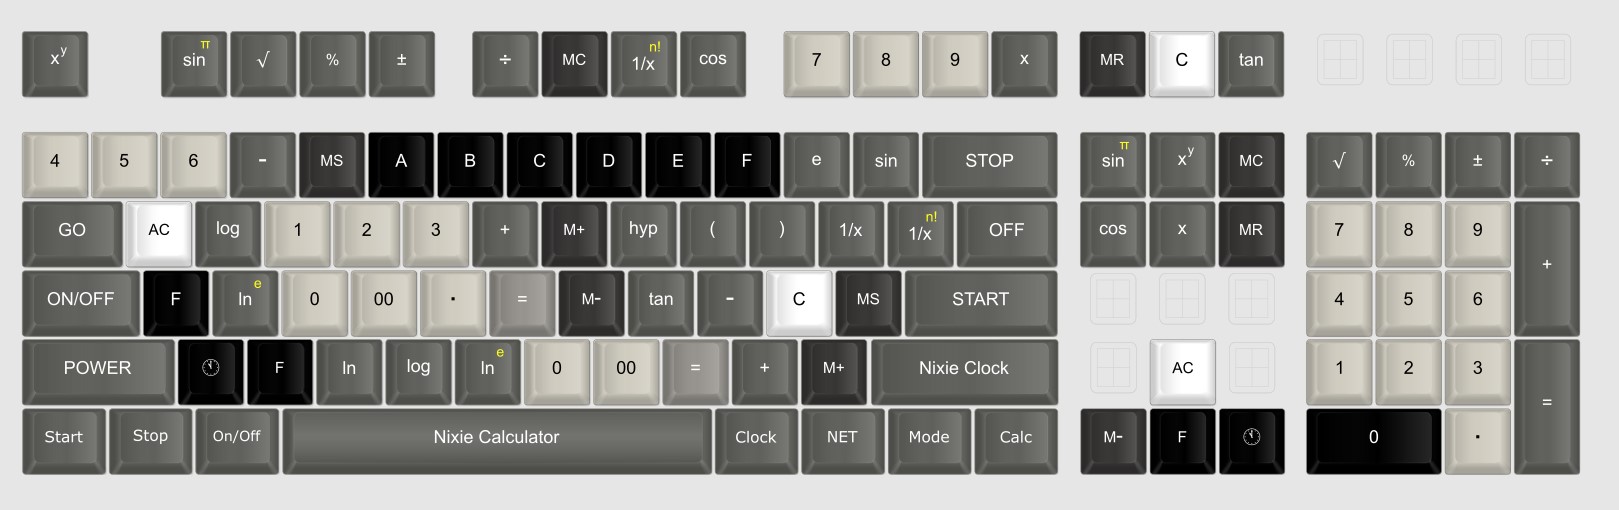 xʸ sin π √ % ± ÷ MC 1/x n! cos 7 8 9 x MR C tan
4 5 6 - MS A B C D E F e sin STOP sin π xʸ MC √ % ± ÷
GO AC log 1 2 3 + M+ hyp ( ) 1/x 1/x n! OFF cos x MR 7 8 9 +
ON/OFF F ln e 0 00 . = M- tan - C MS START 4 5 6
POWER F ln log ln e 0 00 = + M+ Nixie Clock AC 1 2 3 =
Start Stop On/Off Nixie Calculator Clock NET Mode Calc M- F 0 .